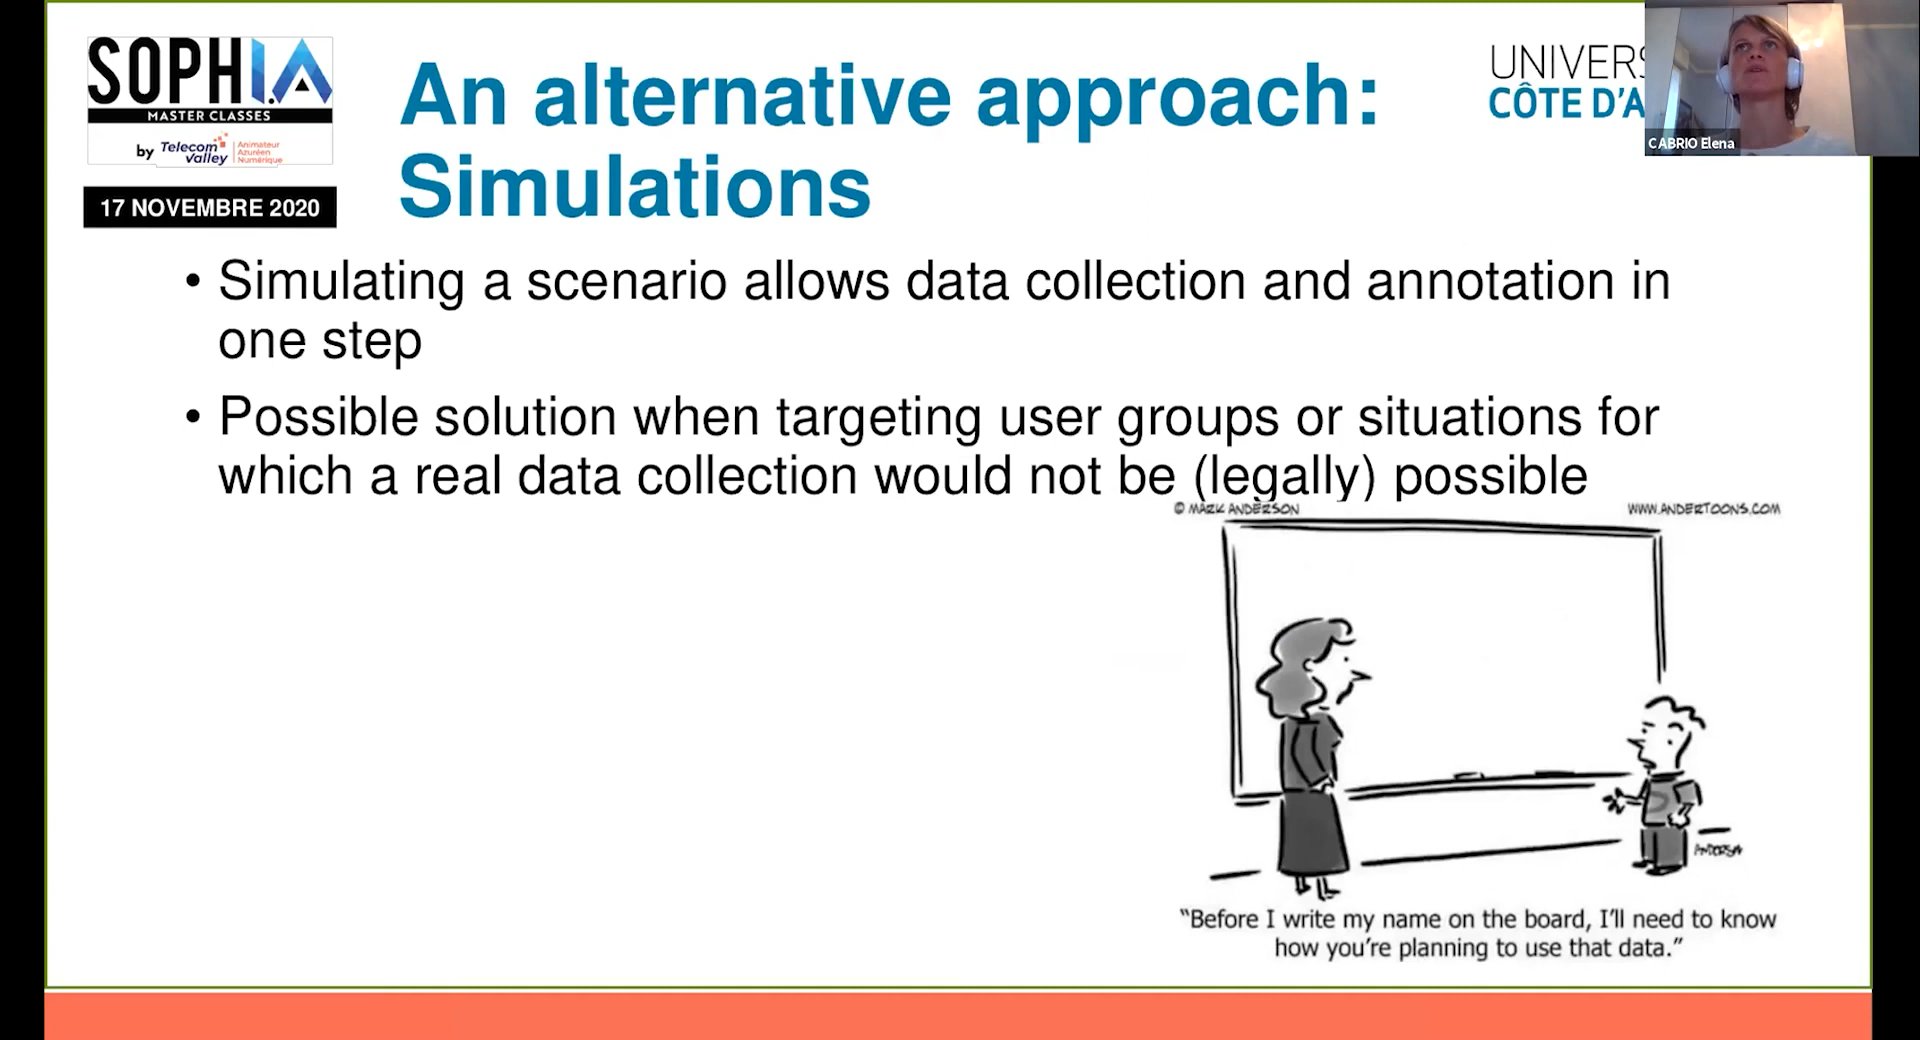 SOPHI.A
MASTER CLASSES
by Telecom Valley
Animateur
Azuréen
Numérique
17 NOVEMBRE 2020
An alternative approach:
Simulations
UNIVERS
CÔTE D'A
CABRIO Elena
• Simulating a scenario allows data collection and annotation in
one step
• Possible solution when targeting user groups or situations for
which a real data collection would not be (legally) possible
© MARK ANDERSON
WWW.ANDERTOONS.COM
"Before I write my name on the board, I'll need to know
how you're planning to use that data."